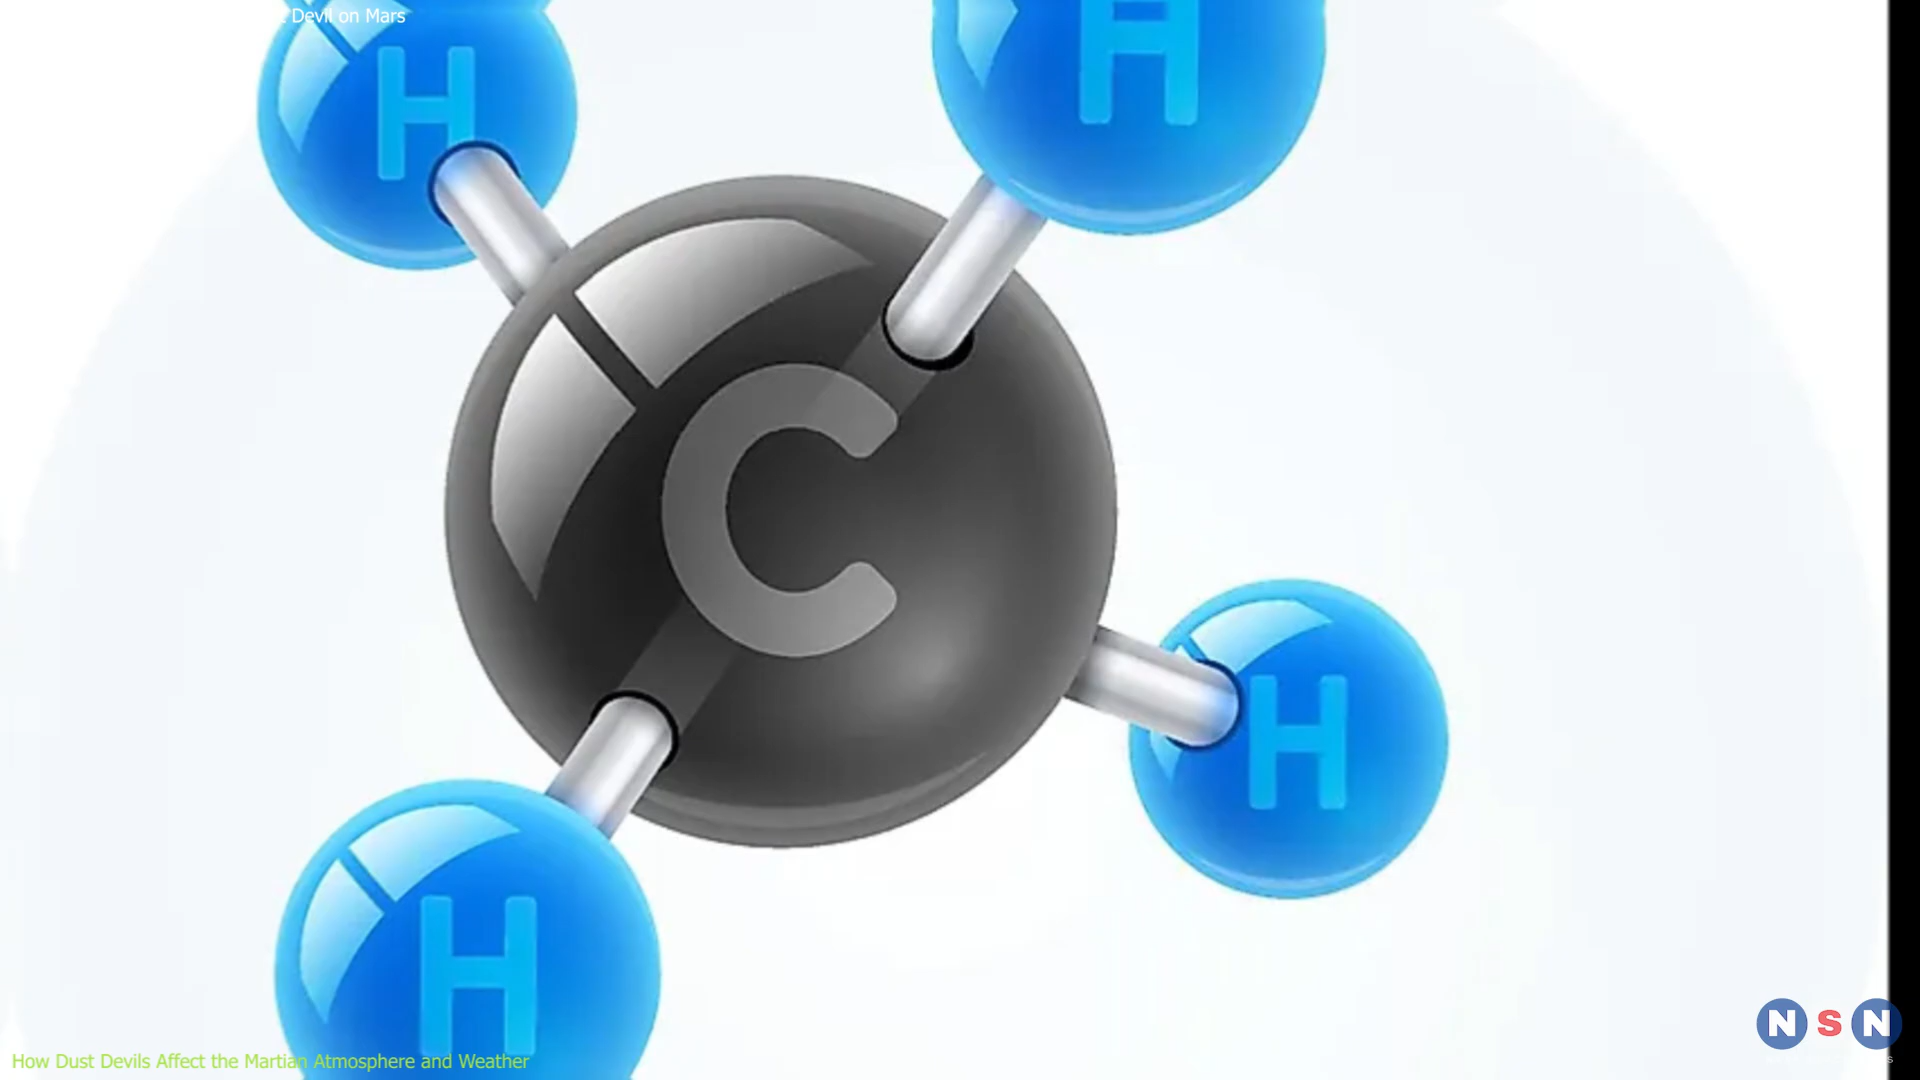 Devil on Mars
H
H
C
H
H
How Dust Devils Affect the Martian Atmosphere and Weather
NSN